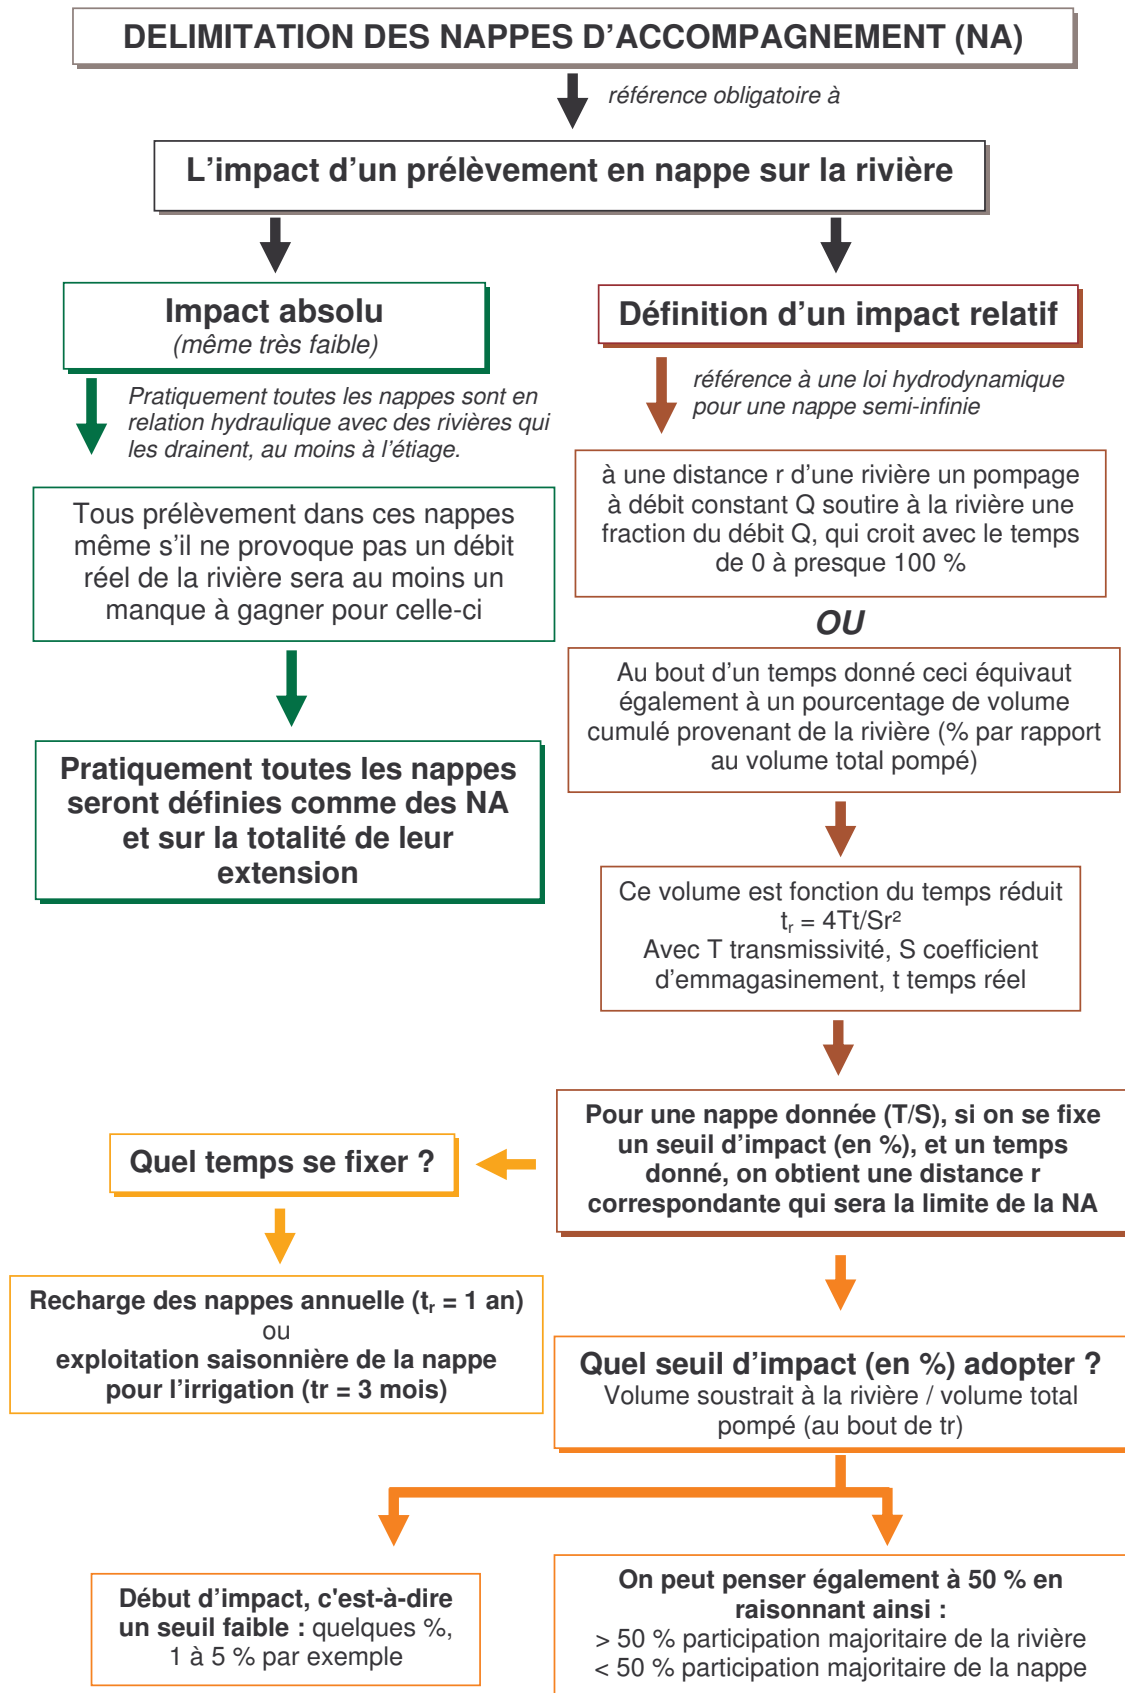 DELIMITATION DES NAPPES D’ACCOMPAGNEMENT (NA)
référence obligatoire à
L’impact d’un prélèvement en nappe sur la rivière
Impact absolu
(même très faible)
Pratiquement toutes les nappes sont en
relation hydraulique avec des rivières qui
les drainent, au moins à l’étiage.
Tous prélèvement dans ces nappes
même s’il ne provoque pas un débit
réel de la rivière sera au moins un
manque à gagner pour celle-ci
Pratiquement toutes les nappes
seront définies comme des NA
et sur la totalité de leur
extension
Définition d’un impact relatif
référence à une loi hydrodynamique
pour une nappe semi-infinie
à une distance r d’une rivière un pompage
à débit constant Q soutire à la rivière une
fraction du débit Q, qui croit avec le temps
de 0 à presque 100 %
OU
Au bout d’un temps donné ceci équivaut
également à un pourcentage de volume
cumulé provenant de la rivière (% par rapport
au volume total pompé)
Ce volume est fonction du temps réduit
tᵣ = 4Tt/Sr²
Avec T transmissivité, S coefficient
d’emmagasinement, t temps réel
Pour une nappe donnée (T/S), si on se fixe
un seuil d’impact (en %), et un temps
donné, on obtient une distance r
correspondante qui sera la limite de la NA
Quel temps se fixer ?
Recharge des nappes annuelle (tᵣ = 1 an)
ou
exploitation saisonnière de la nappe
pour l’irrigation (tr = 3 mois)
Quel seuil d’impact (en %) adopter ?
Volume soustrait à la rivière / volume total
pompé (au bout de tr)
Début d’impact, c'est-à-dire
un seuil faible : quelques %,
1 à 5 % par exemple
On peut penser également à 50 % en
raisonnant ainsi :
> 50 % participation majoritaire de la rivière
< 50 % participation majoritaire de la nappe